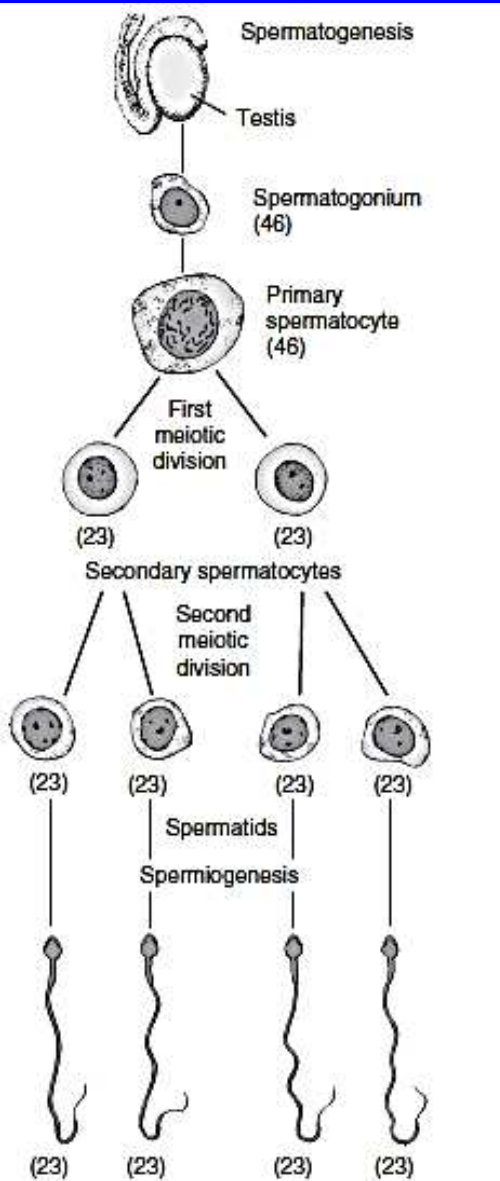 Spermatogenesis
Testis
Spermatogonium
(46)
Primary
spermatocyte
(46)
First
meiotic
division
(23)
(23)
Secondary spermatocytes
Second
meiotic
division
(23)
(23)
(23)
(23)
Spermatids
Spermiogenesis
(23)
(23)
(23)
(23)